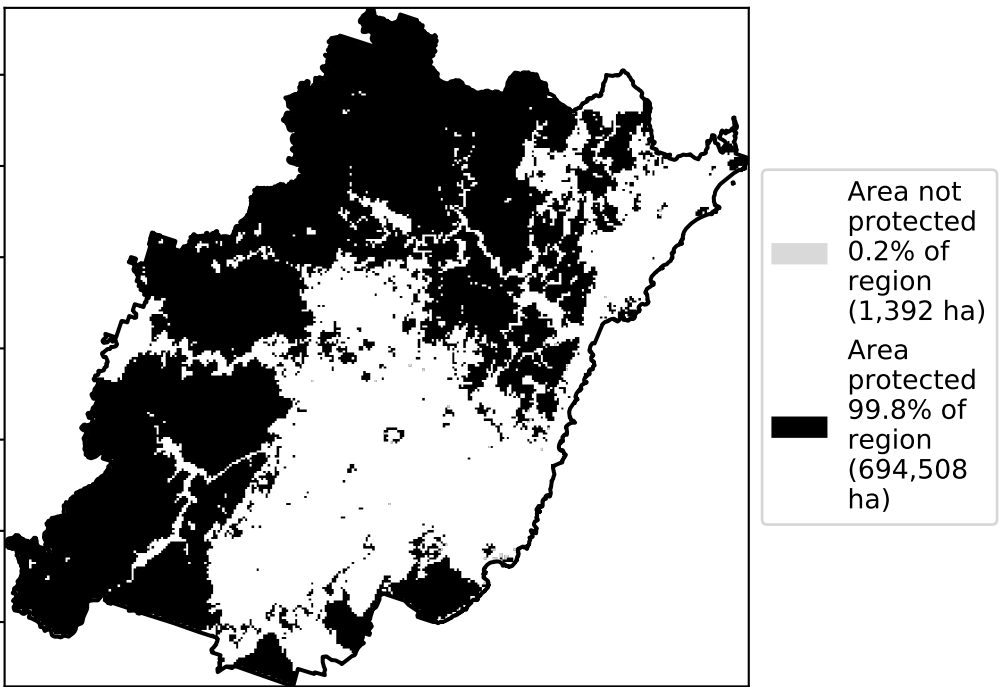 Area not
protected
0.2% of
region
(1,392 ha)
Area
protected
99.8% of
region
(694,508
ha)